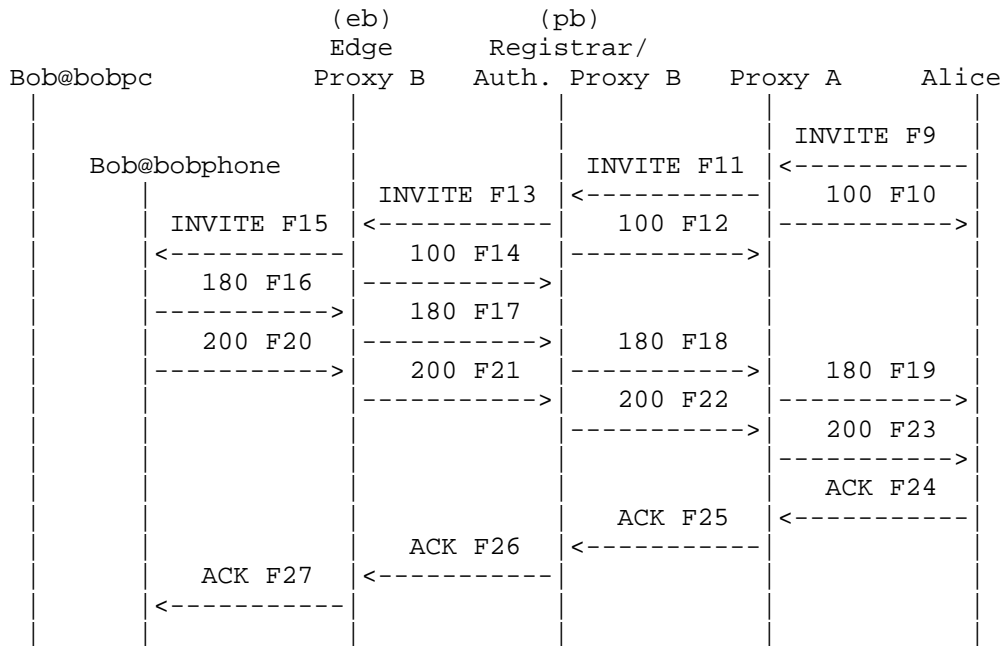 (eb) (pb)
Edge Registrar/
Bob@bobpc Proxy B Auth. Proxy B Proxy A Alice
INVITE F9
Bob@bobphone INVITE F11
INVITE F13 100 F10
INVITE F15 100 F12
100 F14
180 F16
180 F17
200 F20 180 F18
200 F21 180 F19
200 F22
200 F23
ACK F24
ACK F25
ACK F26
ACK F27